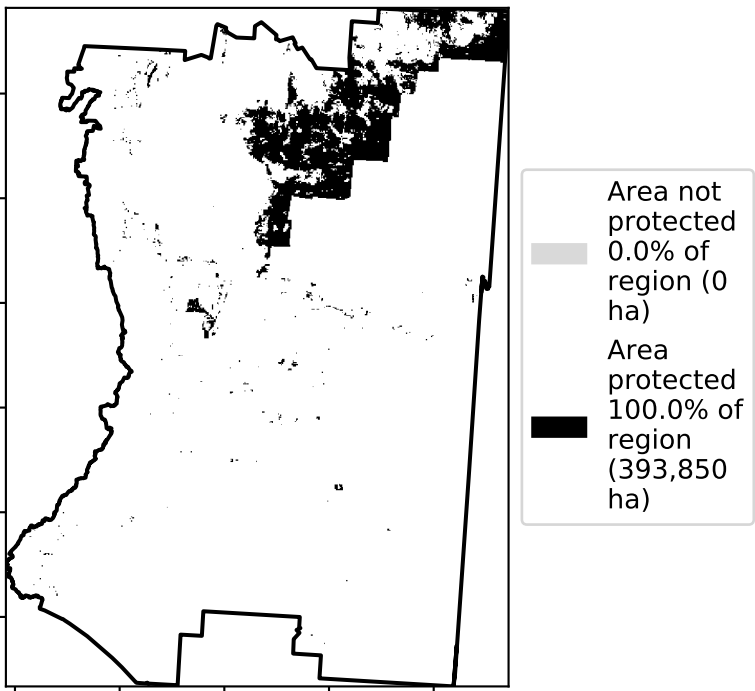 Area not
protected
0.0% of
region (0
ha)
Area
protected
100.0% of
region
(393,850
ha)